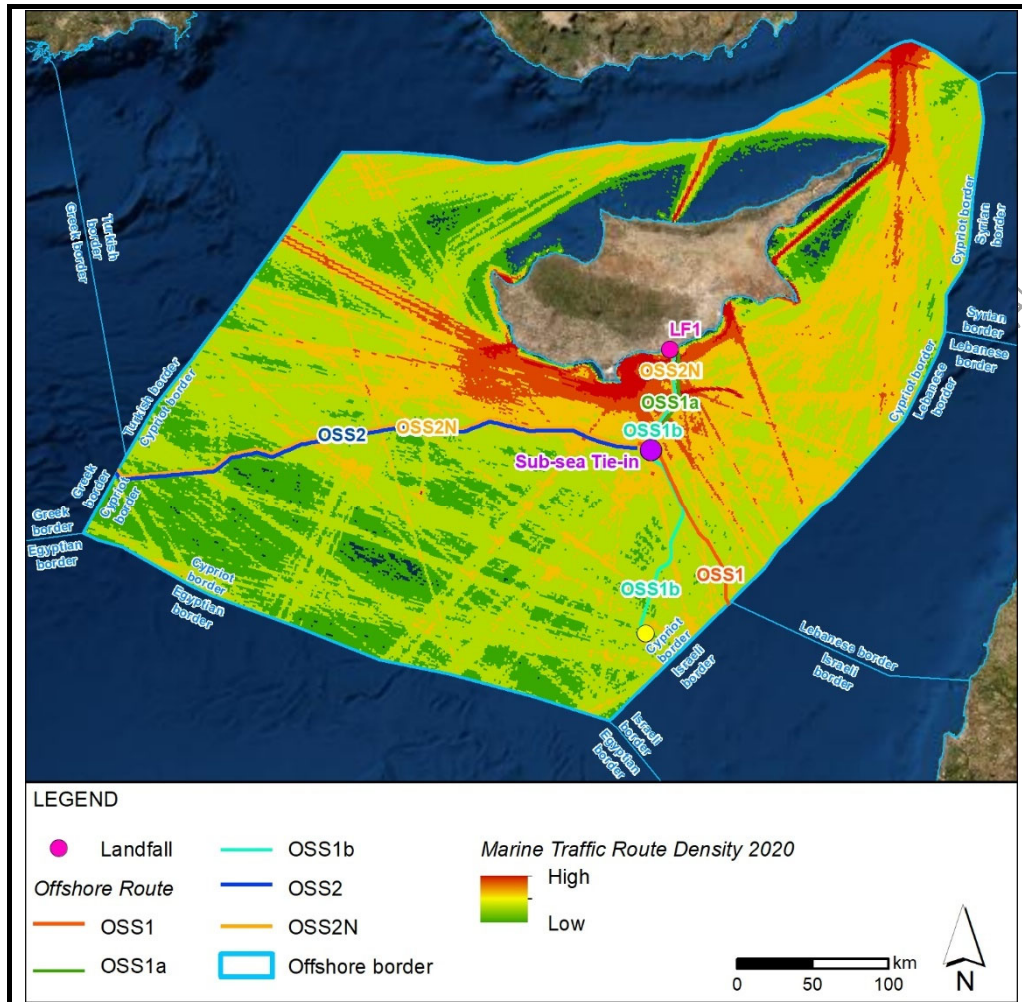 Turkish
border
Greek border
Cypriot border
Syrian
border
LF1
Syrian border
Lebanese border
OSS2N
Cypriot border
Lebanese
border
OSS1a
Turkish border
Cypriot border
OSS2
OSS2N
OSS1b
Sub-sea Tie-in
Greek
border
Cypriot
border
Greek border
Egyptian
border
Cypriot
border
Egyptian
border
OSS1b
OSS1
Cypriot
border
Israeli
border
Lebanese border
Israeli
border
Israeli
border
Egyptian
border
LEGEND
Landfall
Offshore Route
OSS1
OSS1a
OSS1b
OSS2
OSS2N
Offshore border
Marine Traffic Route Density 2020
High
Low
km
0 50 100
N